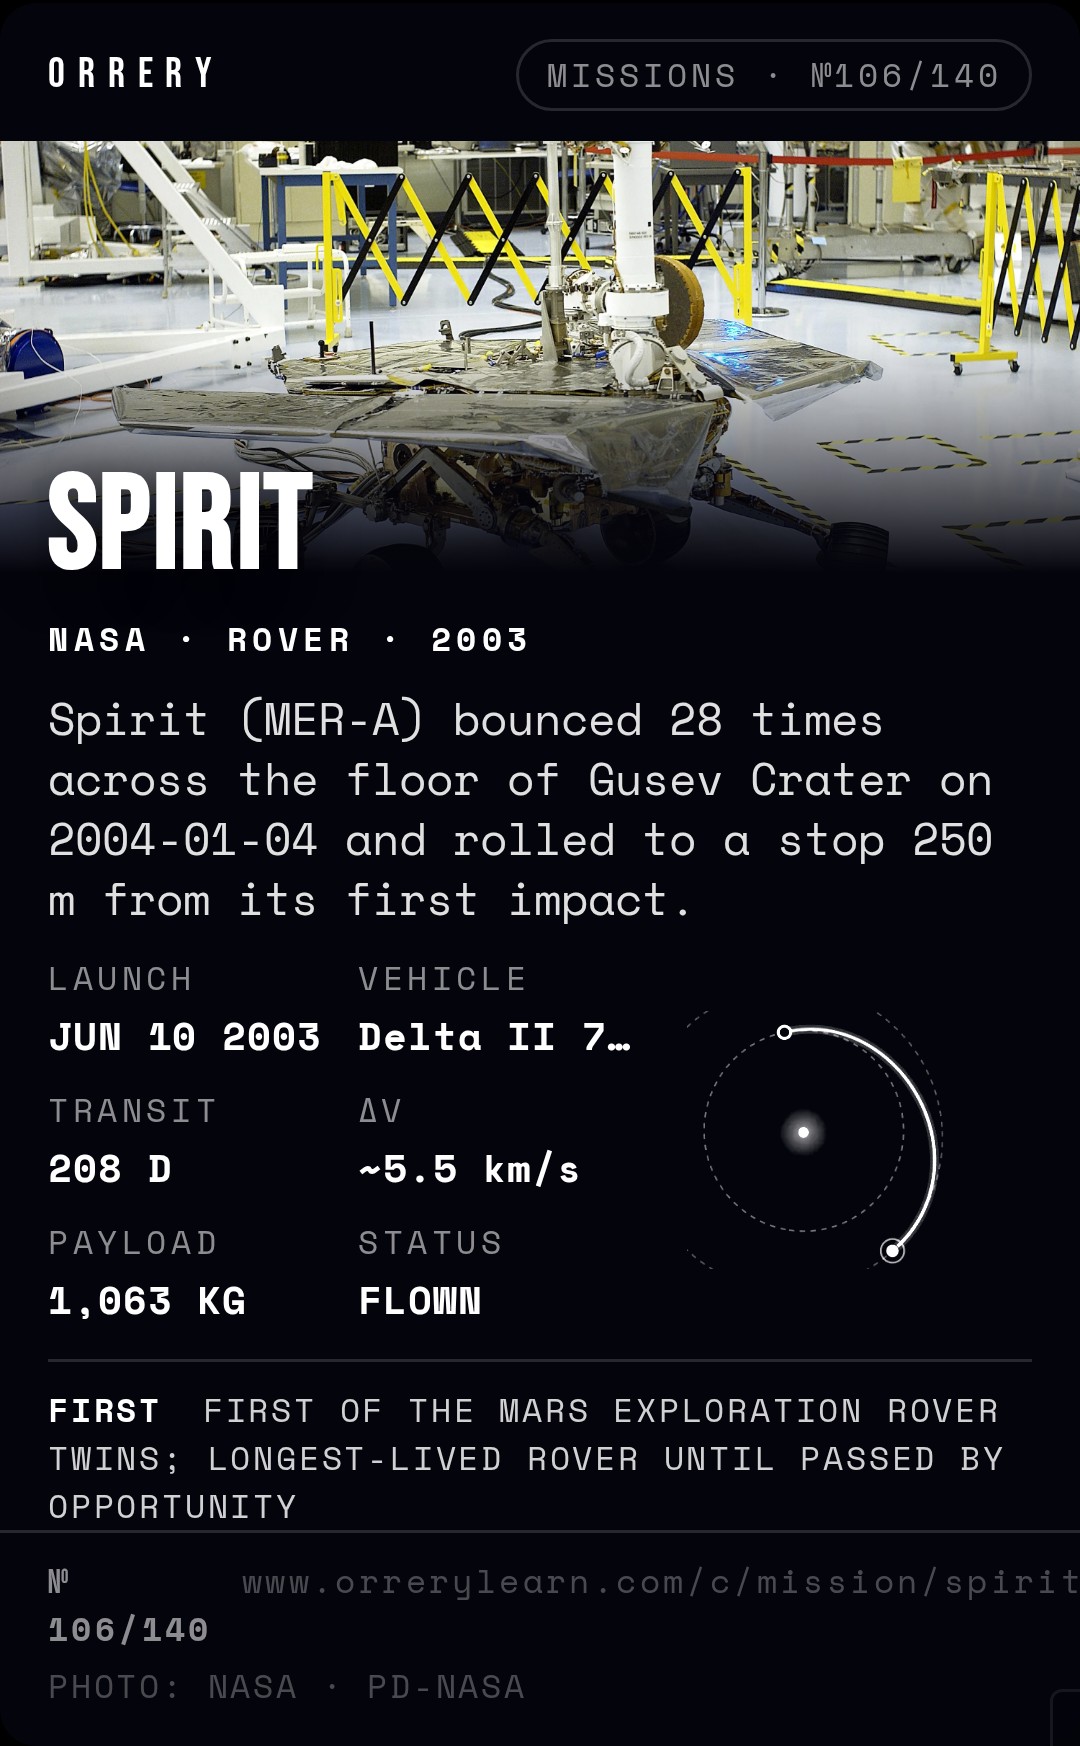 ORRERY
MISSIONS · №106/140
SPIRIT
NASA · ROVER · 2003
Spirit (MER-A) bounced 28 times
across the floor of Gusev Crater on
2004-01-04 and rolled to a stop 250
m from its first impact.
LAUNCH VEHICLE
JUN 10 2003 Delta II 7…
TRANSIT ΔV
208 D ~5.5 km/s
PAYLOAD STATUS
1,063 KG FLOWN
FIRST FIRST OF THE MARS EXPLORATION ROVER
TWINS; LONGEST-LIVED ROVER UNTIL PASSED BY
OPPORTUNITY
№ www.orrerylearn.com/c/mission/spirit
106/140
PHOTO: NASA · PD-NASA